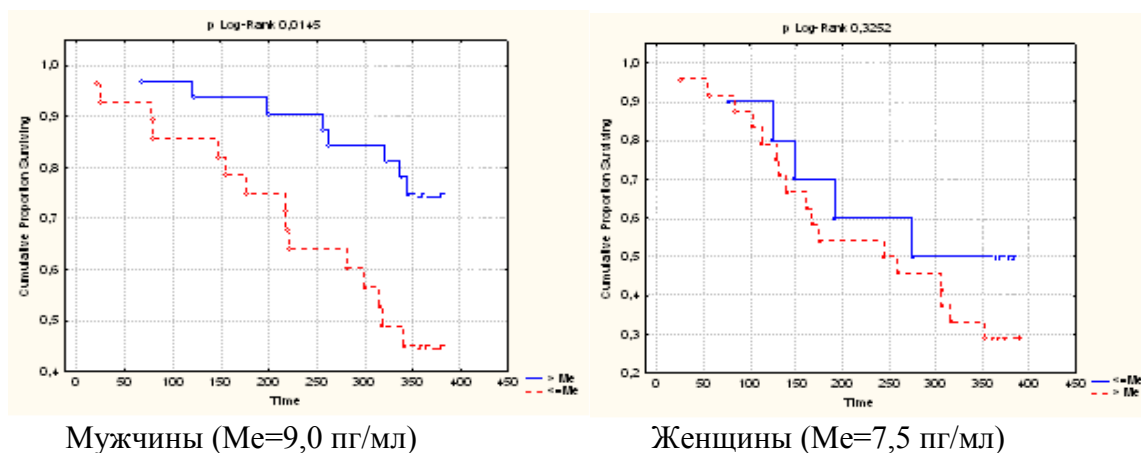 p Log-Rank 0,0145
Cumulative Proportion Surviving
1,0
0,9
0,8
0,7
0,6
0,5
0,4
0 50 100 150 200 250 300 350 400 450
Time
> Me
<=Me
Мужчины (Ме=9,0 пг/мл)
p Log-Rank 0,3252
Cumulative Proportion Surviving
1,0
0,9
0,8
0,7
0,6
0,5
0,4
0,3
0,2
0 50 100 150 200 250 300 350 400 450
Time
<=Me
> Me
Женщины (Ме=7,5 пг/мл)